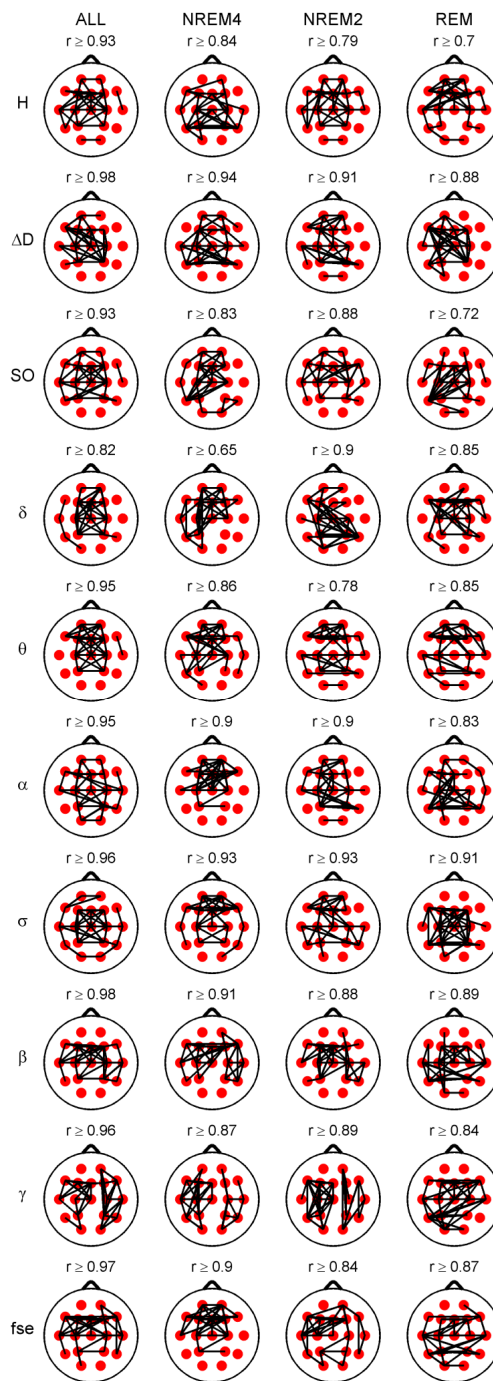 ALL NREM4 NREM2 REM
r ≥ 0.93 r ≥ 0.84 r ≥ 0.79 r ≥ 0.7
H
r ≥ 0.98 r ≥ 0.94 r ≥ 0.91 r ≥ 0.88
ΔD
r ≥ 0.93 r ≥ 0.83 r ≥ 0.88 r ≥ 0.72
SO
r ≥ 0.82 r ≥ 0.65 r ≥ 0.9 r ≥ 0.85
δ
r ≥ 0.95 r ≥ 0.86 r ≥ 0.78 r ≥ 0.85
θ
r ≥ 0.95 r ≥ 0.9 r ≥ 0.9 r ≥ 0.83
α
r ≥ 0.96 r ≥ 0.93 r ≥ 0.93 r ≥ 0.91
σ
r ≥ 0.98 r ≥ 0.91 r ≥ 0.88 r ≥ 0.89
β
r ≥ 0.96 r ≥ 0.87 r ≥ 0.89 r ≥ 0.84
γ
r ≥ 0.97 r ≥ 0.9 r ≥ 0.84 r ≥ 0.87
fse